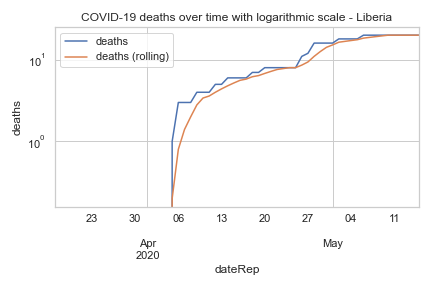 COVID-19 deaths over time with logarithmic scale - Liberia
deaths
deaths (rolling)
10¹
10⁰
deaths
23 30 06 13 20 27 04 11
Apr May
2020
dateRep